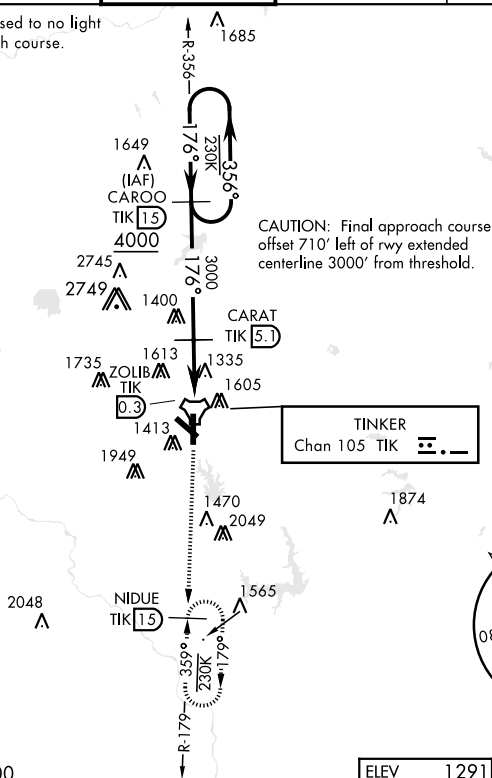 sed to no light
h course.
1685
R-356
176°
230K
356°
1649
(IAF)
CAROO
TIK 15
4000
CAUTION: Final approach course
offset 710' left of rwy extended
centerline 3000' from threshold.
2745
2749
3000
176°
1400
CARAT
TIK 5.1
1735
ZOLIB
TIK
0.3
1613
1335
1605
TINKER
Chan 105 TIK
1413
1949
1470
2049
1874
NIDUE
TIK 15
1565
2048
359°
230K
179°
R-179
08
00
ELEV 1291